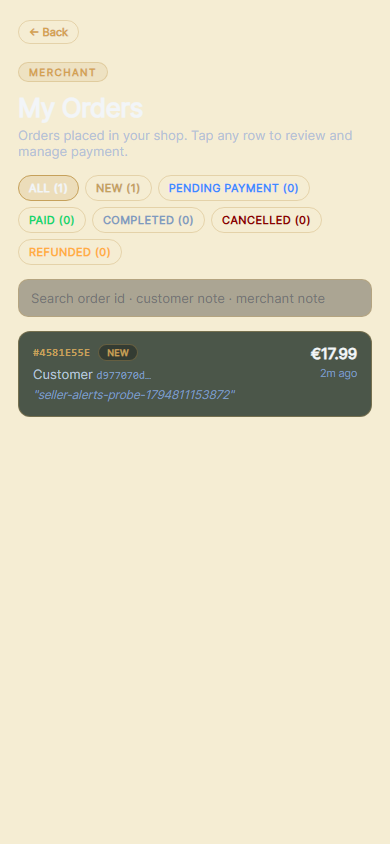 ← Back
MERCHANT
My Orders
Orders placed in your shop. Tap any row to review and
manage payment.
ALL (1) NEW (1) PENDING PAYMENT (0)
PAID (0) COMPLETED (0) CANCELLED (0)
REFUNDED (0)
Search order id · customer note · merchant note
#4581E55E NEW €17.99
Customer d977070d… 2m ago
"seller-alerts-probe-1794811153872"